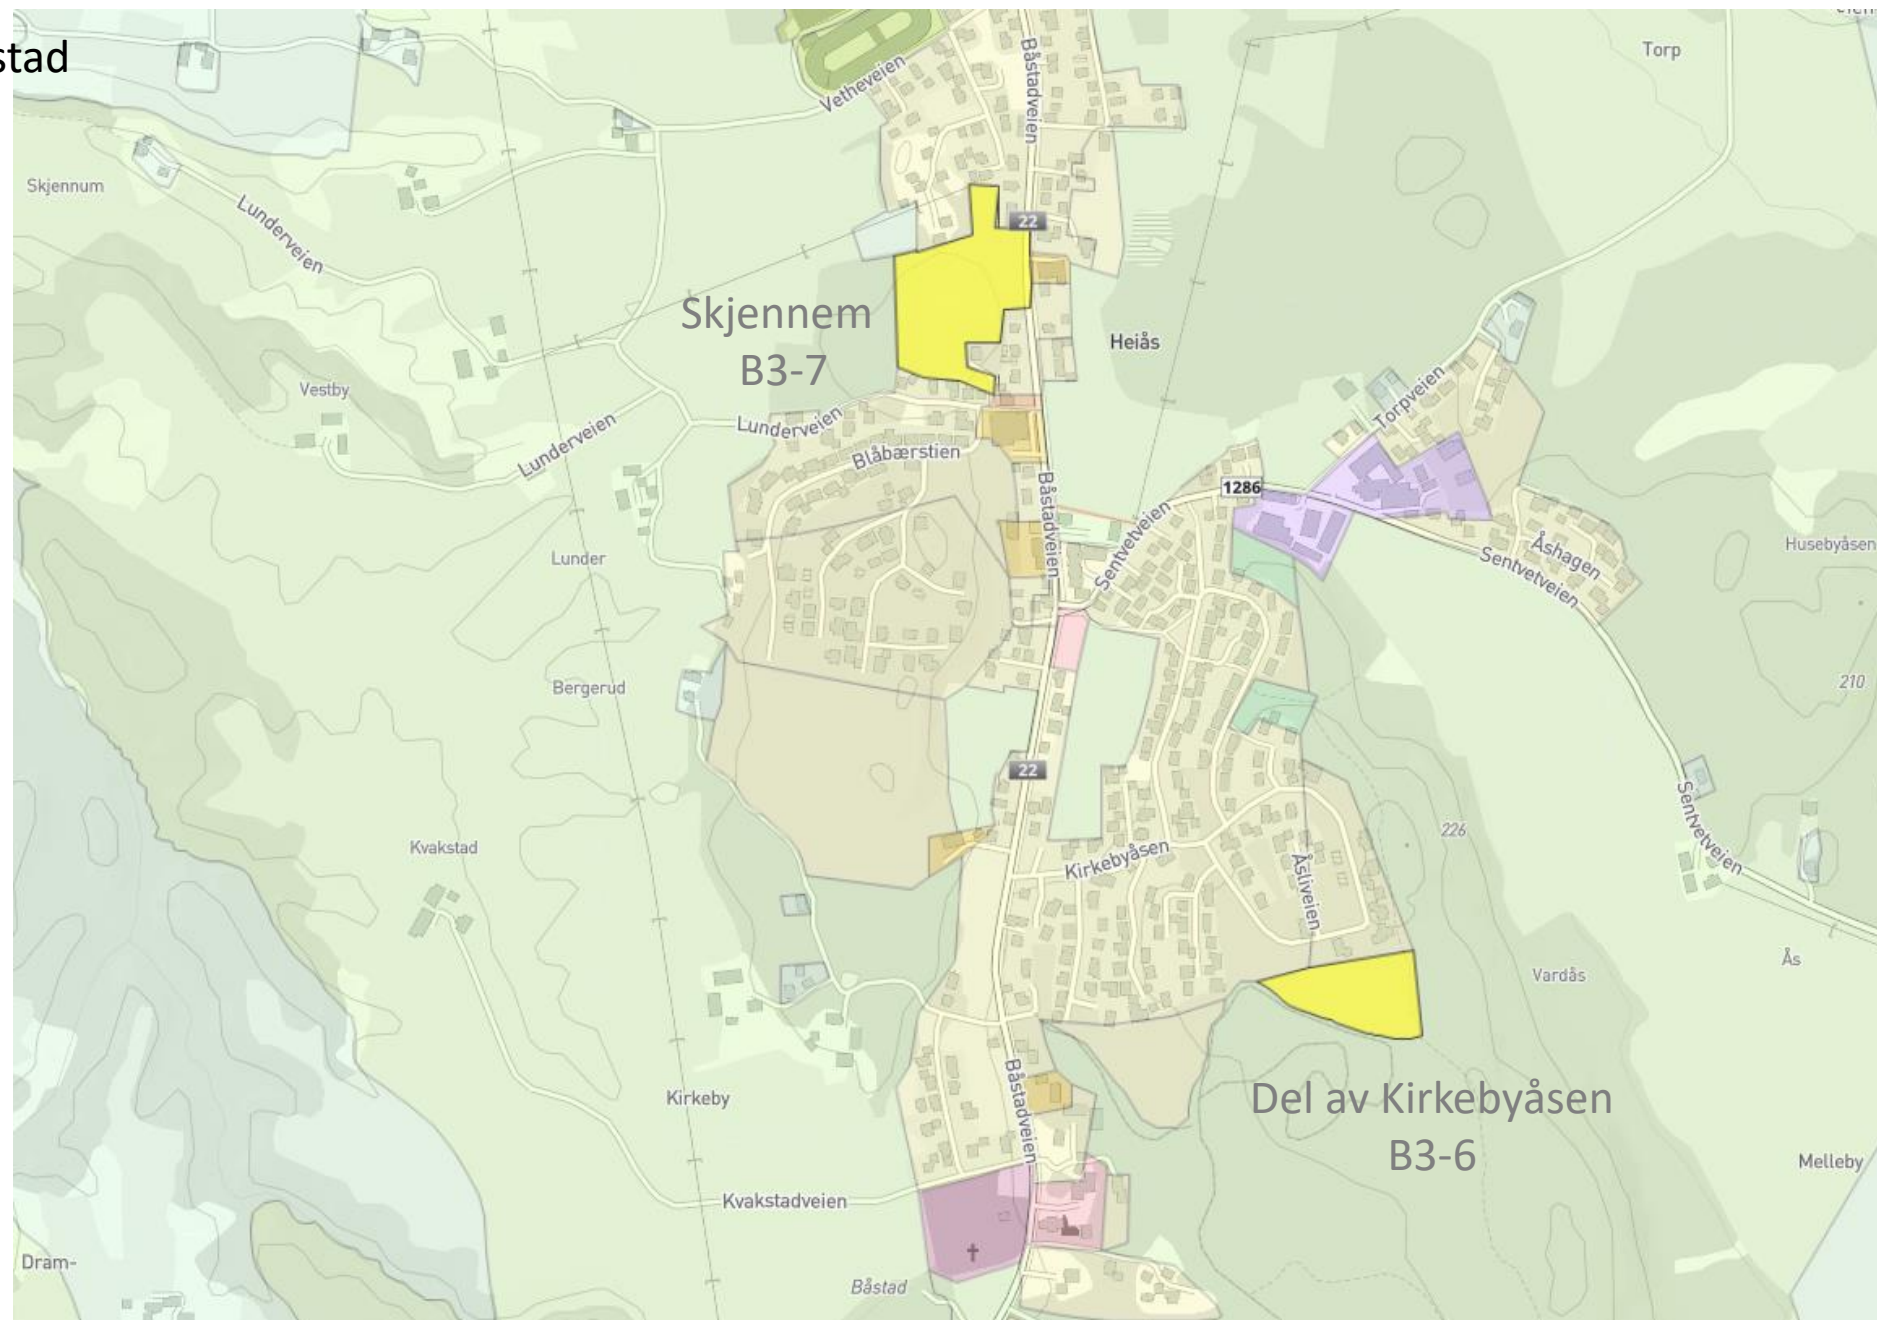 stad
Torp
Vetheveien
Båstadveien
Skjennum
Lunderveien
22
Skjennem
B3-7
Heiås
Vestby
Torpveien
Lunderveien
Lunderveien
Blåbærstien
1286
Båstadveien
Sentvetveien
Åshagen
Sentvetveien
Husebyåsen
Lunder
Bergerud
210
22
Sentvetveien
226
Kvakstad
Kirkebyåsen
Åsliveien
Ås
Vardås
Kirkeby
Båstadveien
Del av Kirkebyåsen
B3-6
Melleby
Kvakstadveien
Dram-
Båstad